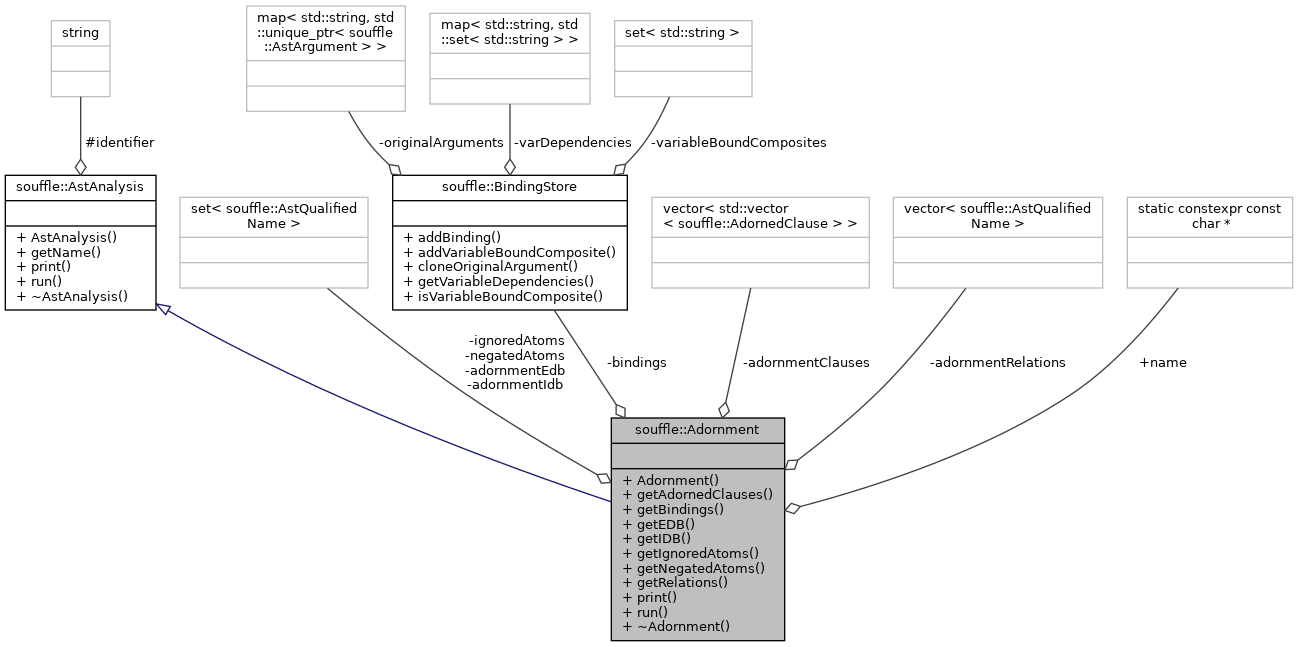 string
map< std::string, std
::unique_ptr< souffle
::AstArgument > >
map< std::string, std
::set< std::string > >
set< std::string >
#identifier
-originalArguments
-varDependencies
-variableBoundComposites
souffle::AstAnalysis
+ AstAnalysis()
+ getName()
+ print()
+ run()
+ ~AstAnalysis()
set< souffle::AstQualified
Name >
souffle::BindingStore
+ addBinding()
+ addVariableBoundComposite()
+ cloneOriginalArgument()
+ getVariableDependencies()
+ isVariableBoundComposite()
vector< std::vector
< souffle::AdornedClause > >
vector< souffle::AstQualified
Name >
static constexpr const
char *
-ignoredAtoms
-negatedAtoms
-adornmentEdb
-adornmentIdb
-bindings
-adornmentClauses
-adornmentRelations
+name
souffle::Adornment
+ Adornment()
+ getAdornedClauses()
+ getBindings()
+ getEDB()
+ getIDB()
+ getIgnoredAtoms()
+ getNegatedAtoms()
+ getRelations()
+ print()
+ run()
+ ~Adornment()